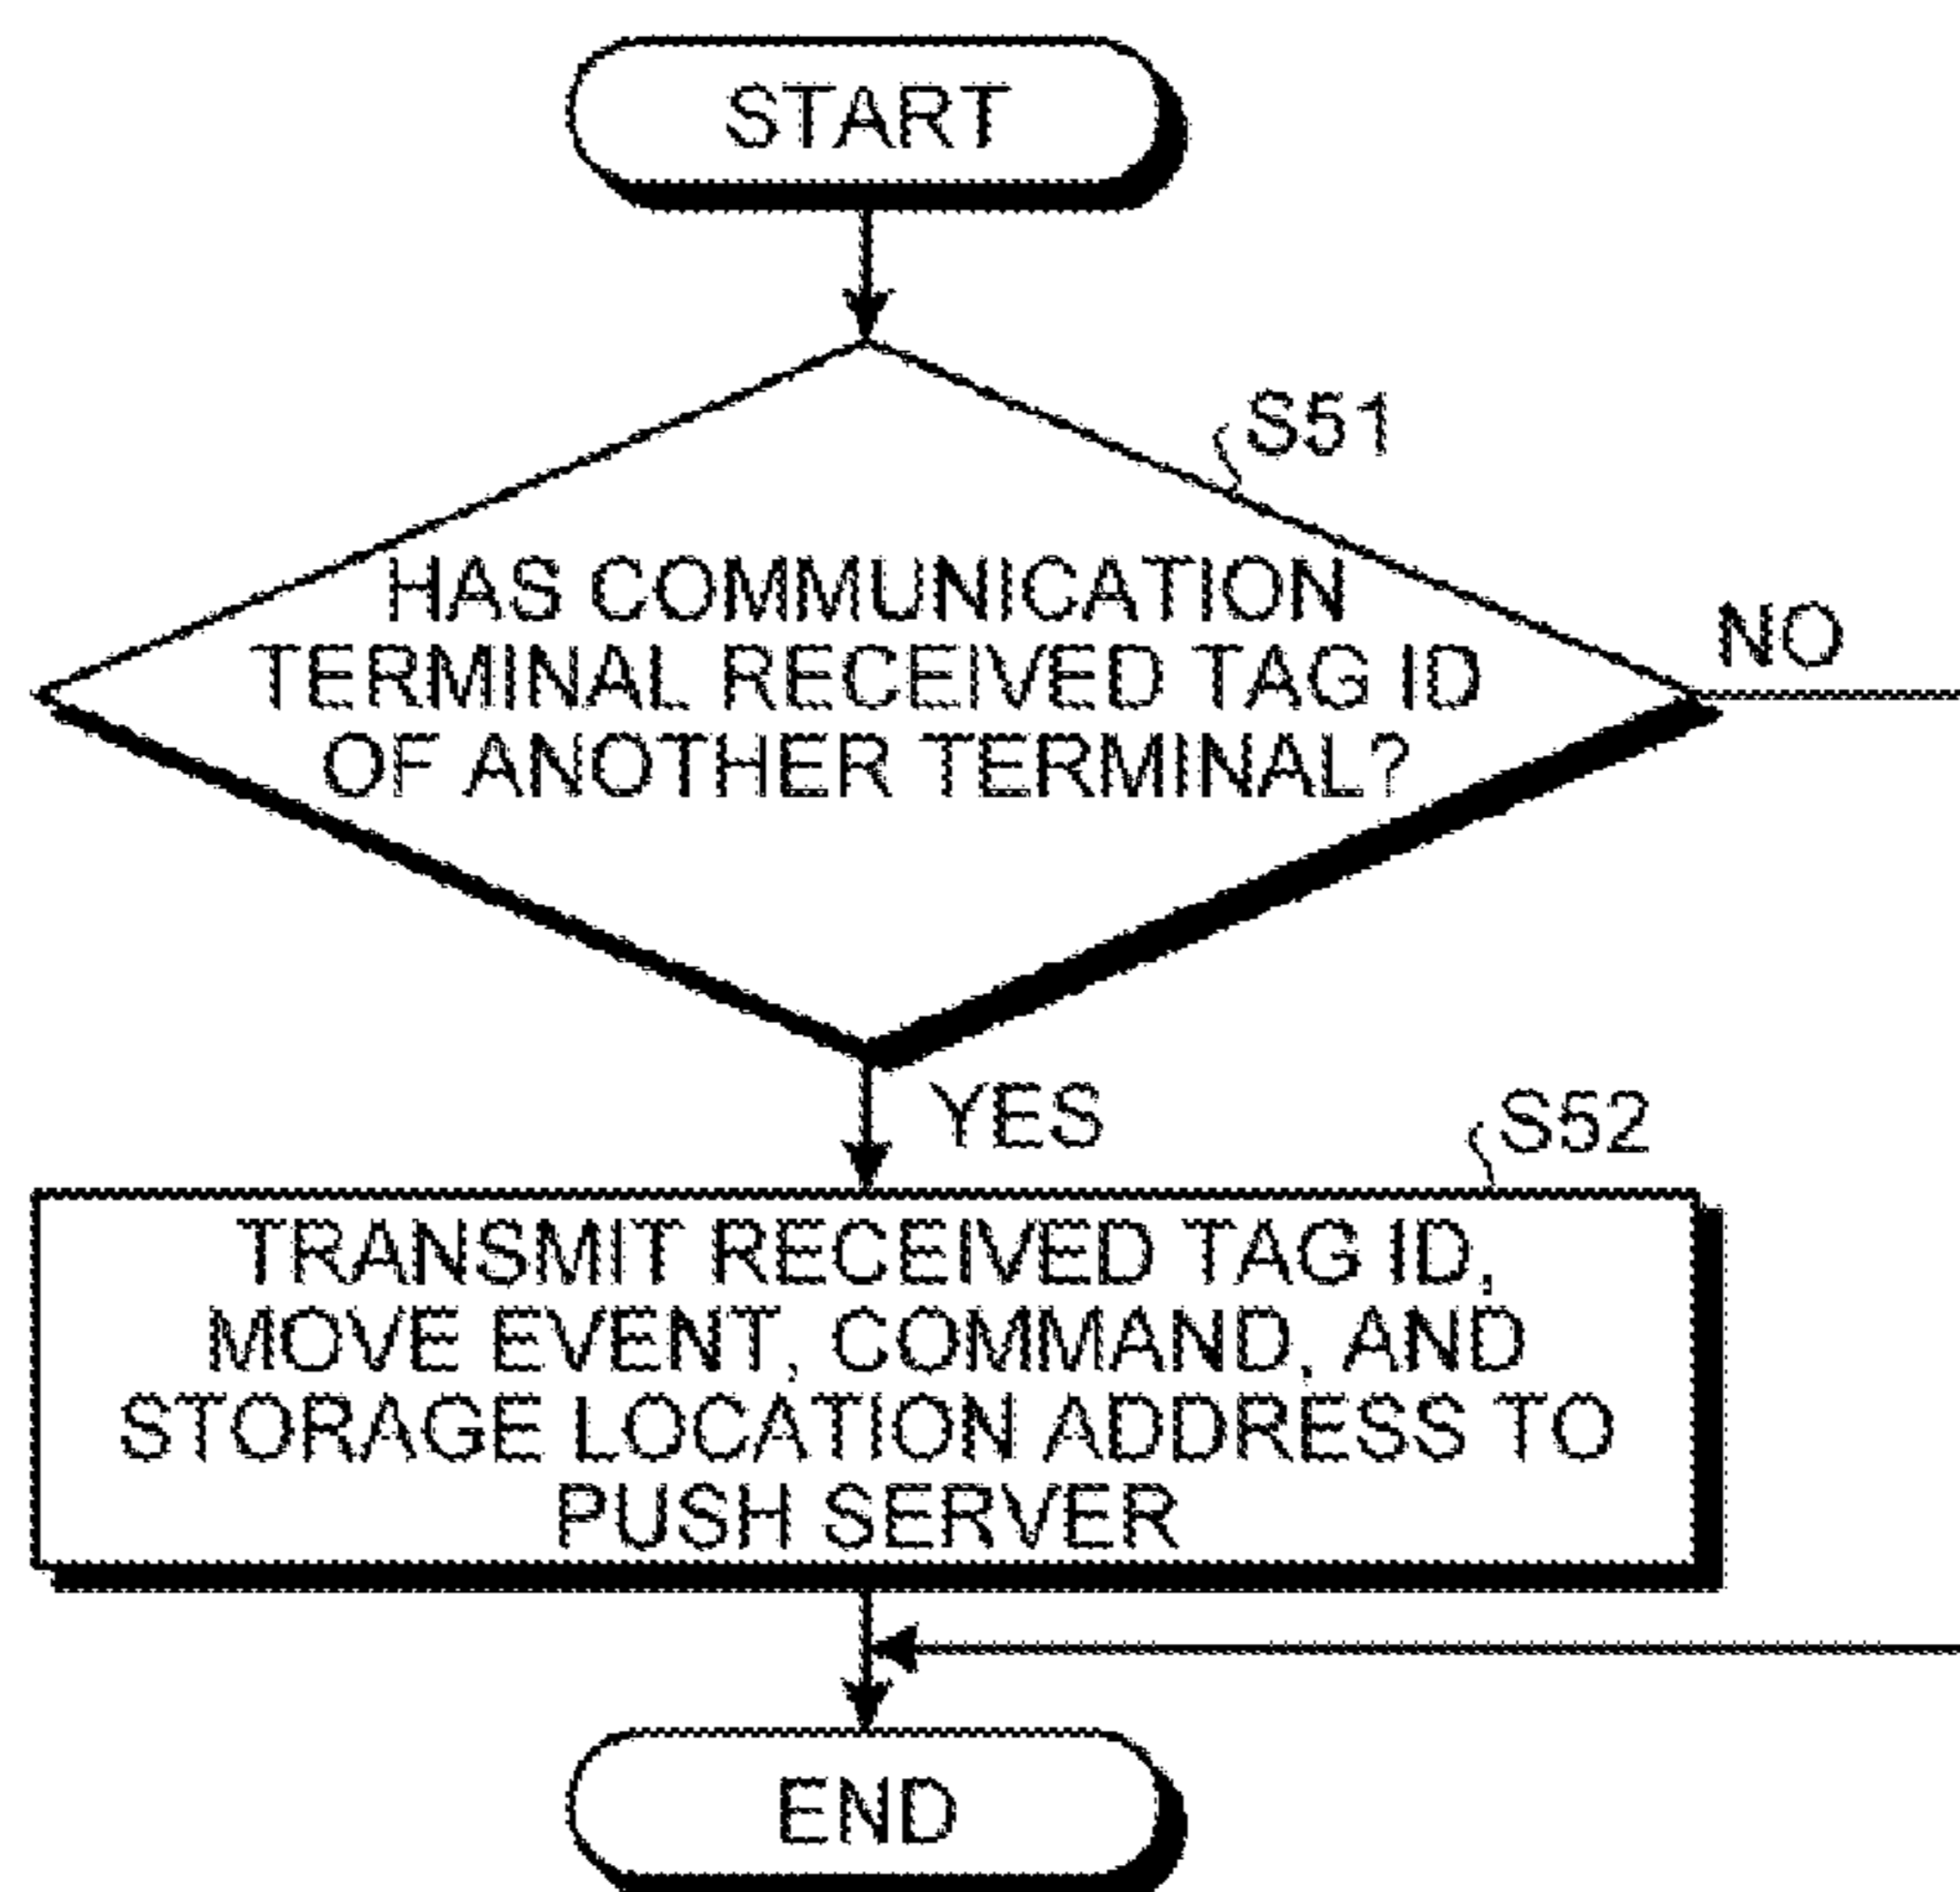 START
S51
HAS COMMUNICATION
TERMINAL RECEIVED TAG ID
OF ANOTHER TERMINAL?
NO
YES
S52
TRANSMIT RECEIVED TAG ID,
MOVE EVENT, COMMAND, AND
STORAGE LOCATION ADDRESS TO
PUSH SERVER
END